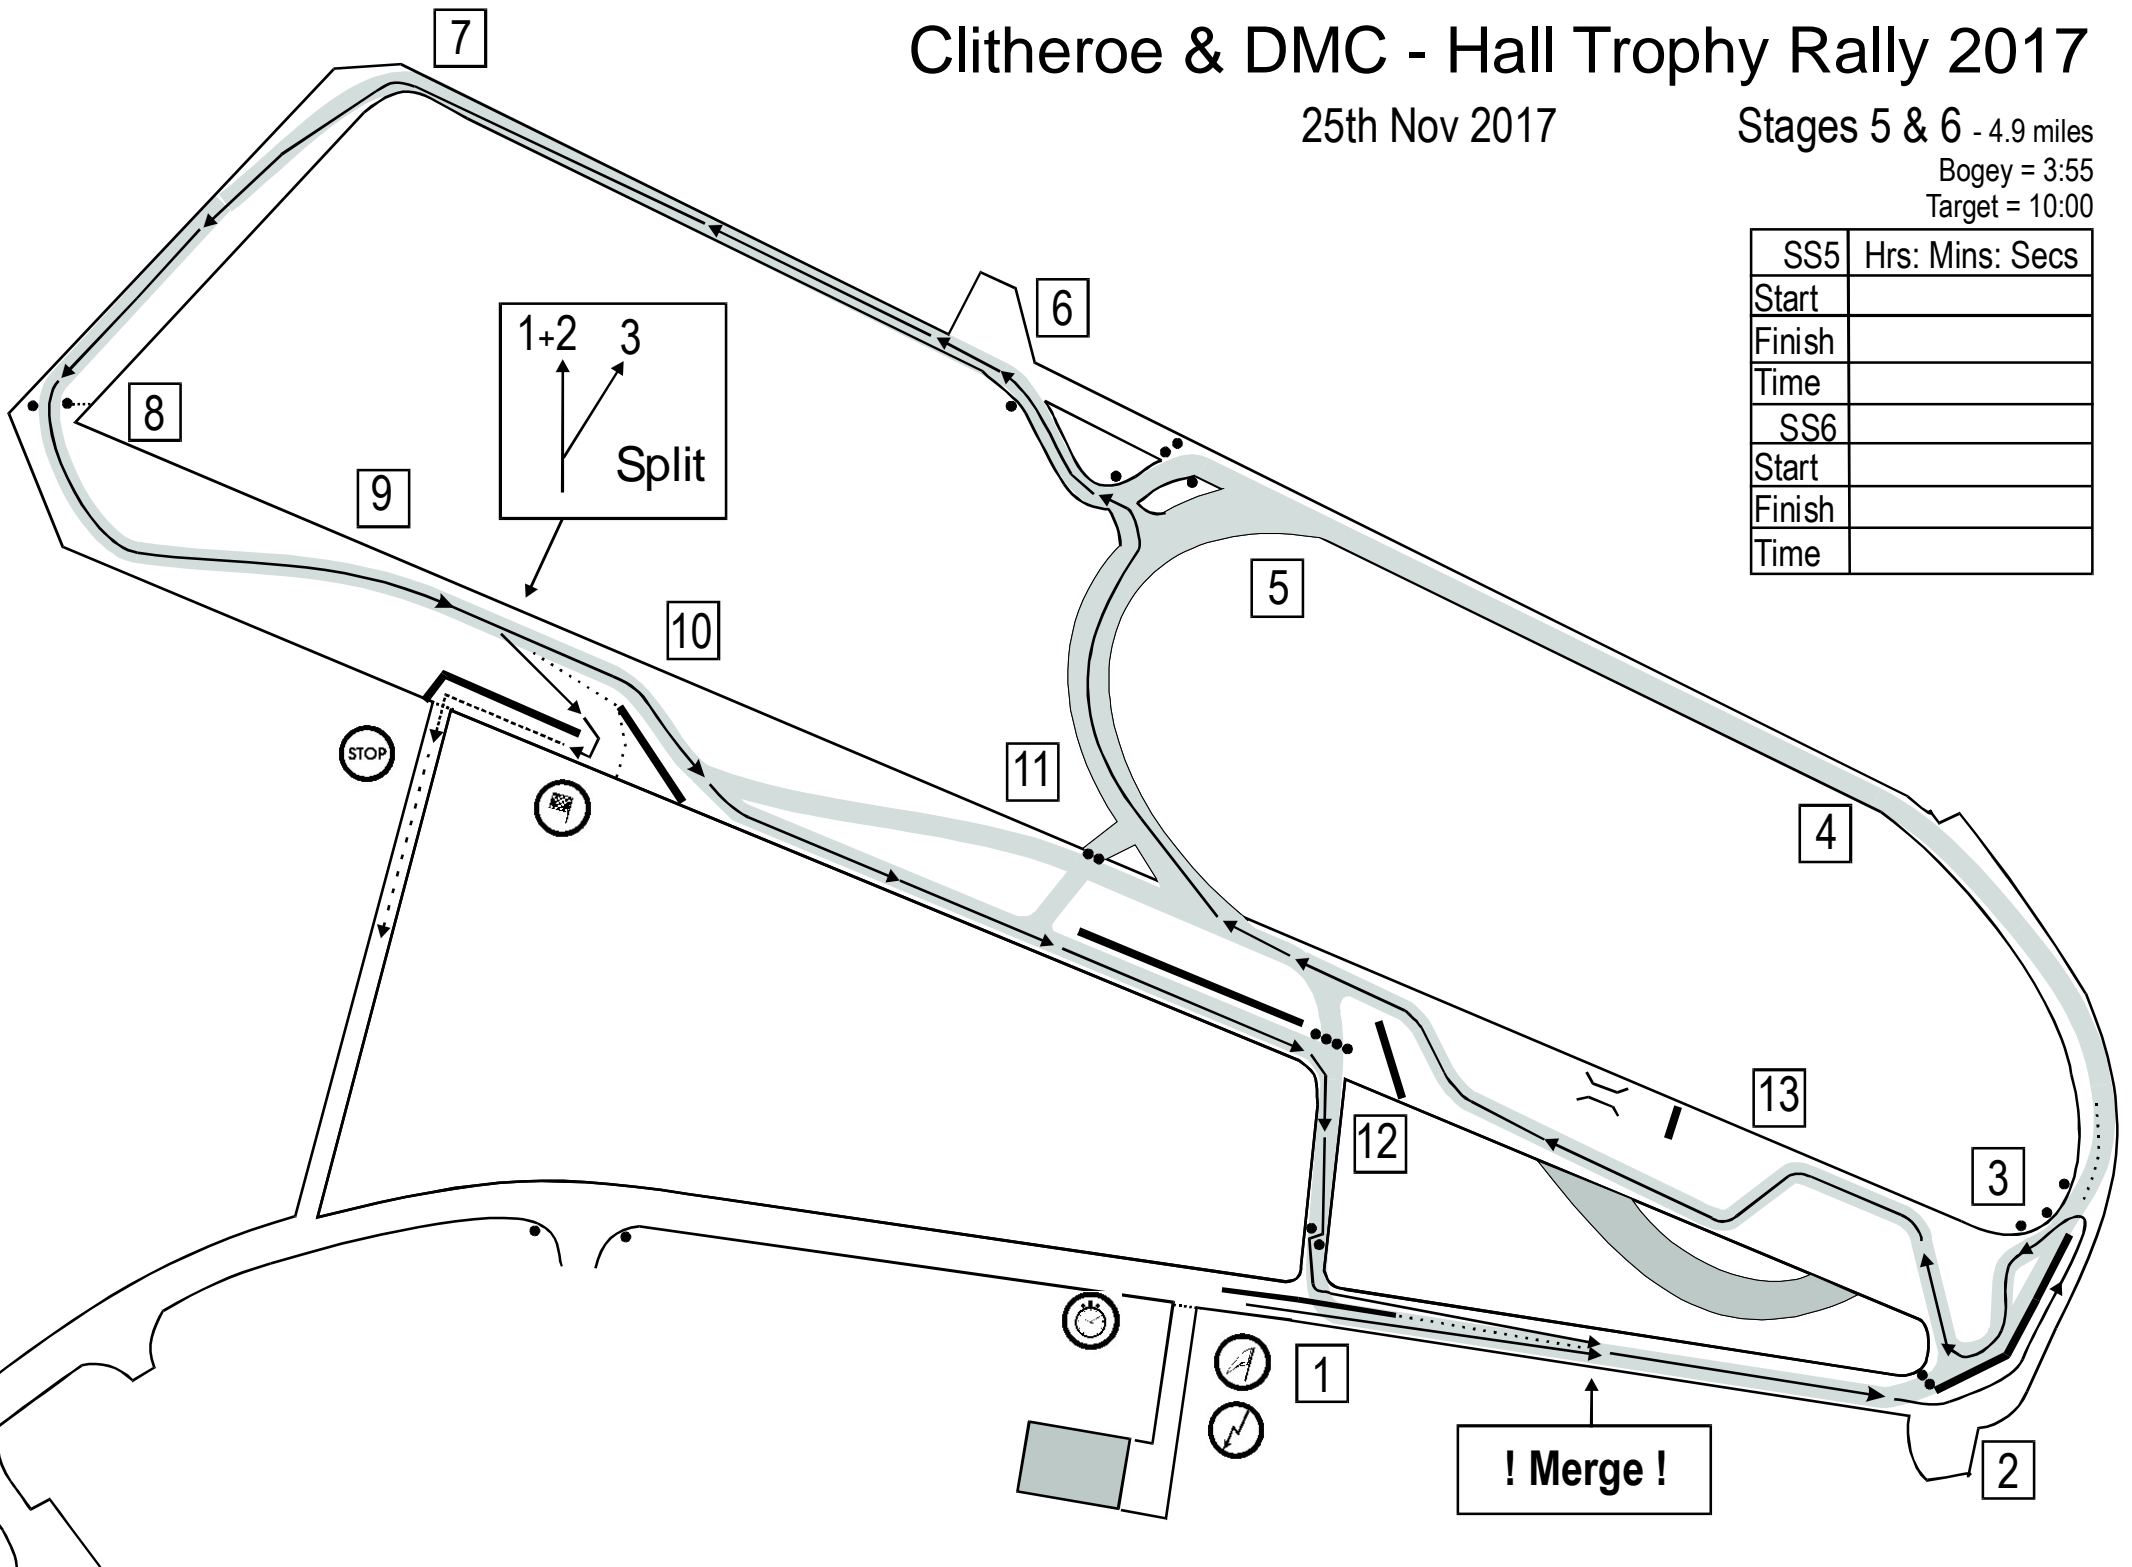 Clitheroe & DMC - Hall Trophy Rally 2017
25th Nov 2017
Stages 5 & 6 - 4.9 miles
Bogey = 3:55
Target = 10:00
SS5 Hrs: Mins: Secs
Start
Finish
Time
SS6
Start
Finish
Time
7
6
1+2 3
Split
8
9
5
10
11
4
STOP
13
12
3
1
! Merge !
2